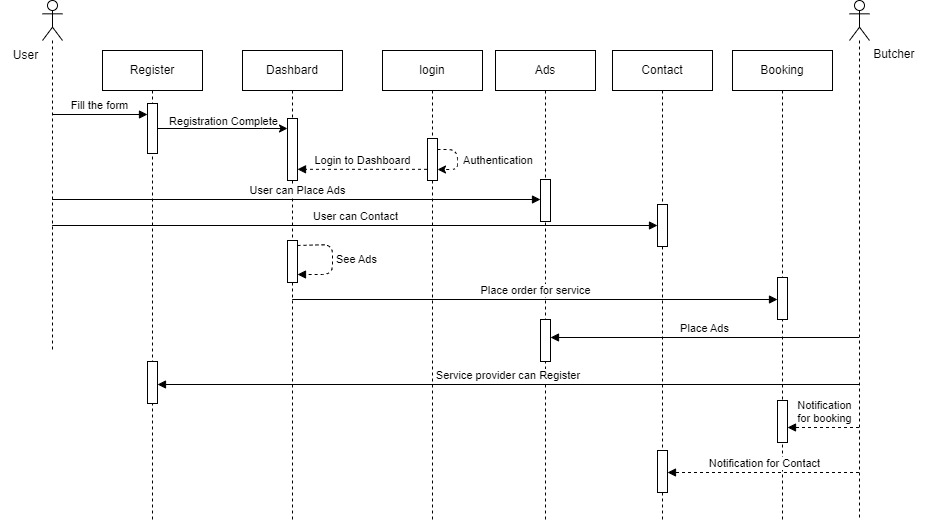 User
Butcher
Register
Dashbard
login
Ads
Contact
Booking
Fill the form
Registration Complete
Login to Dashboard
Authentication
User can Place Ads
User can Contact
See Ads
Place order for service
Place Ads
Service provider can Register
Notification
for booking
Notification for Contact